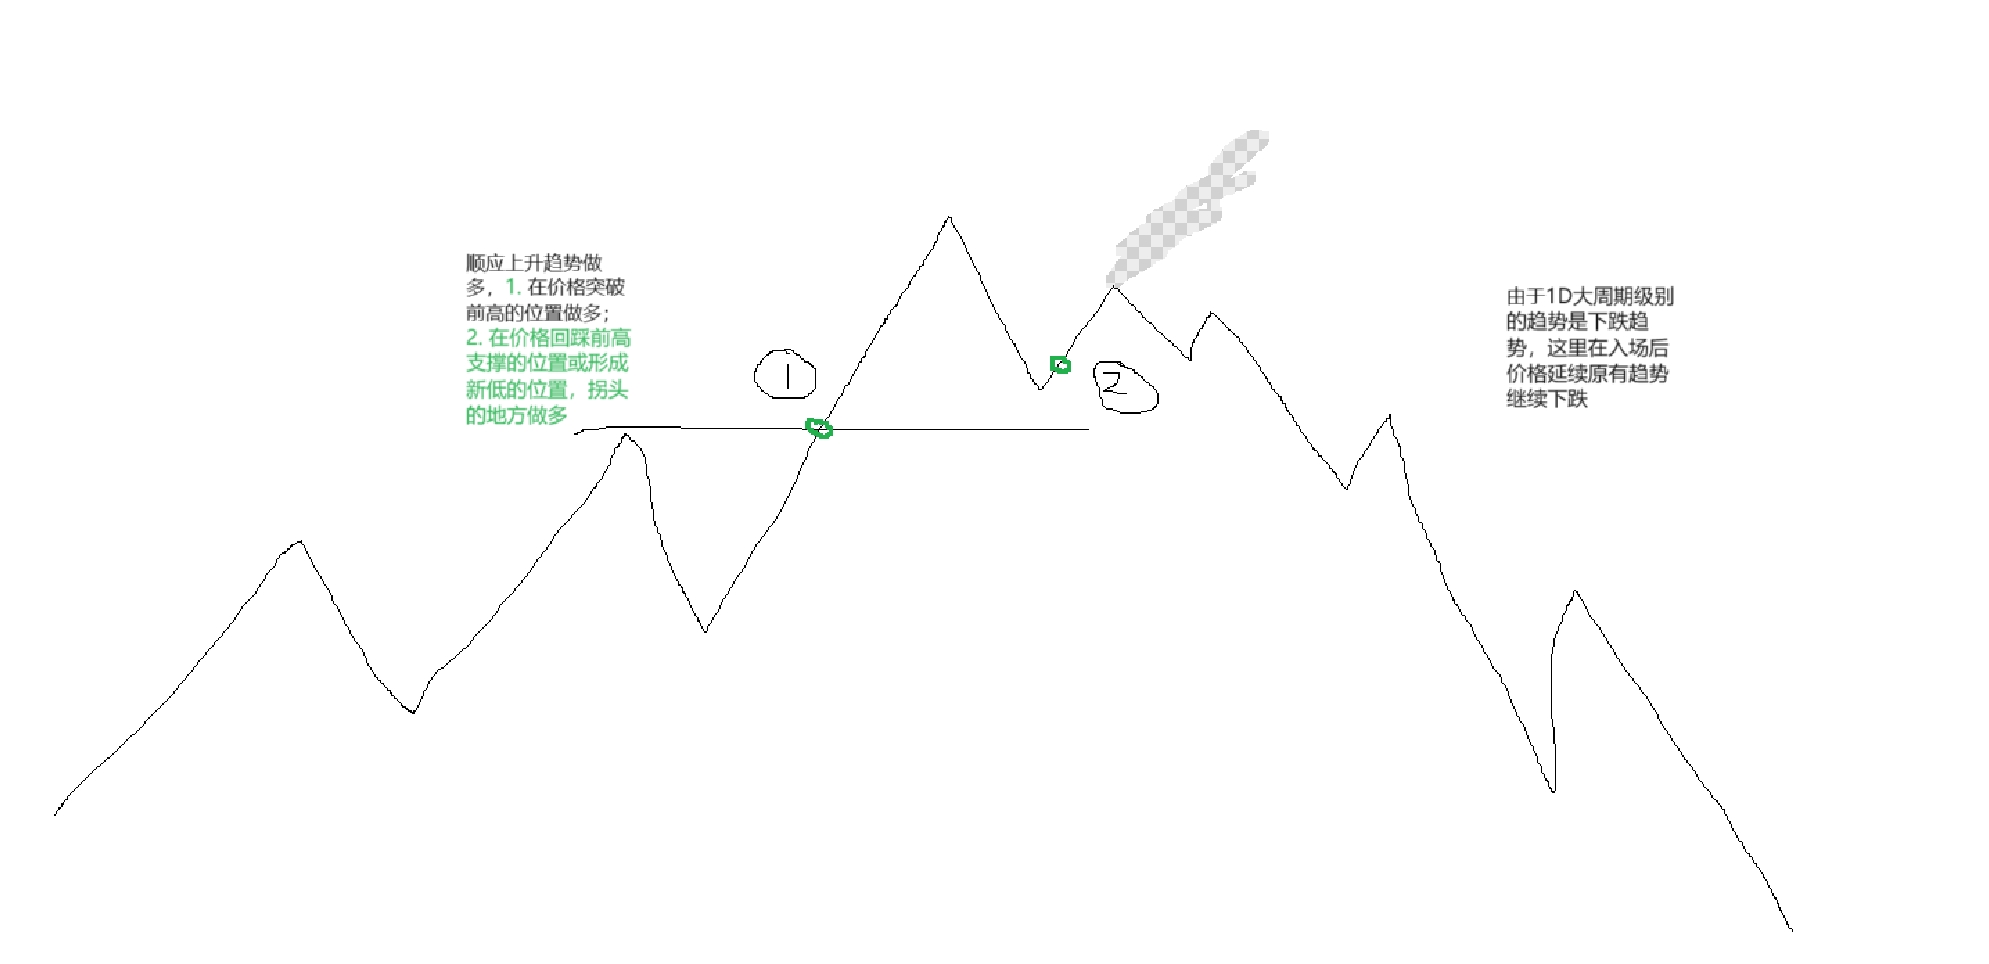 顺应上升趋势做
多，1. 在价格突破
前高的位置做多；
2. 在价格回踩前高
支撑的位置或形成
新低的位置，拐头
的地方做多
1
2
由于1D大周期级别
的趋势是下跌趋
势，这里在入场后
价格延续原有趋势
继续下跌